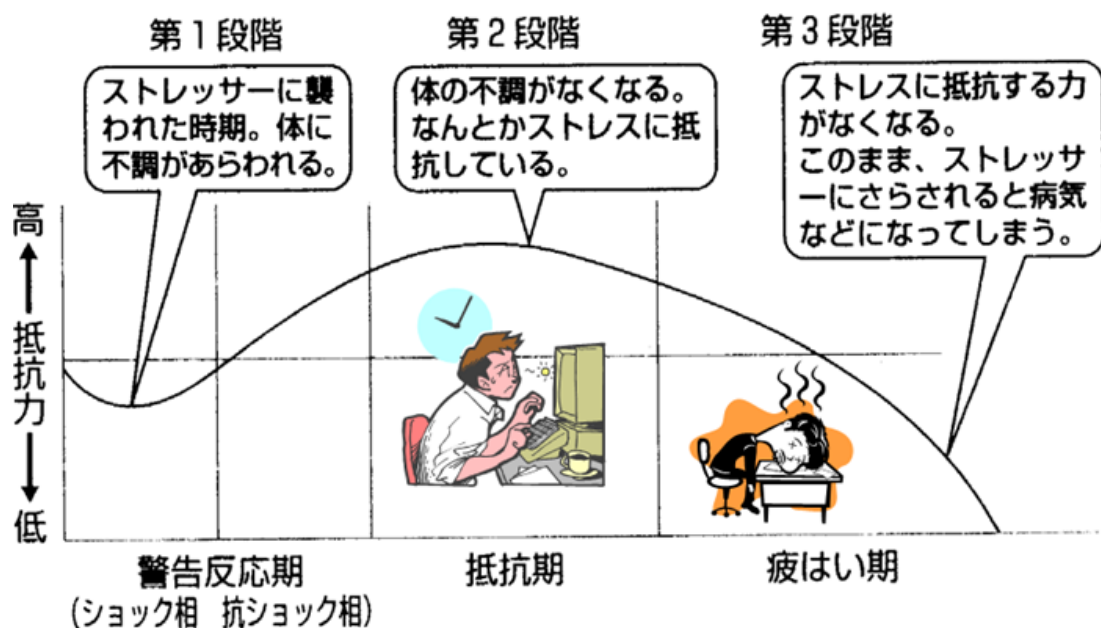 第1段階
ストレッサーに襲
われた時期。体に
不調があらわれる。
第2段階
体の不調がなくなる。
なんとかストレスに抵
抗している。
第3段階
ストレスに抵抗する力
がなくなる。
このまま、ストレッサ
ーにさらされると病気
などになってしまう。
高
抵抗力
低
警告反応期
(ショック相 抗ショック相)
抵抗期
疲はい期